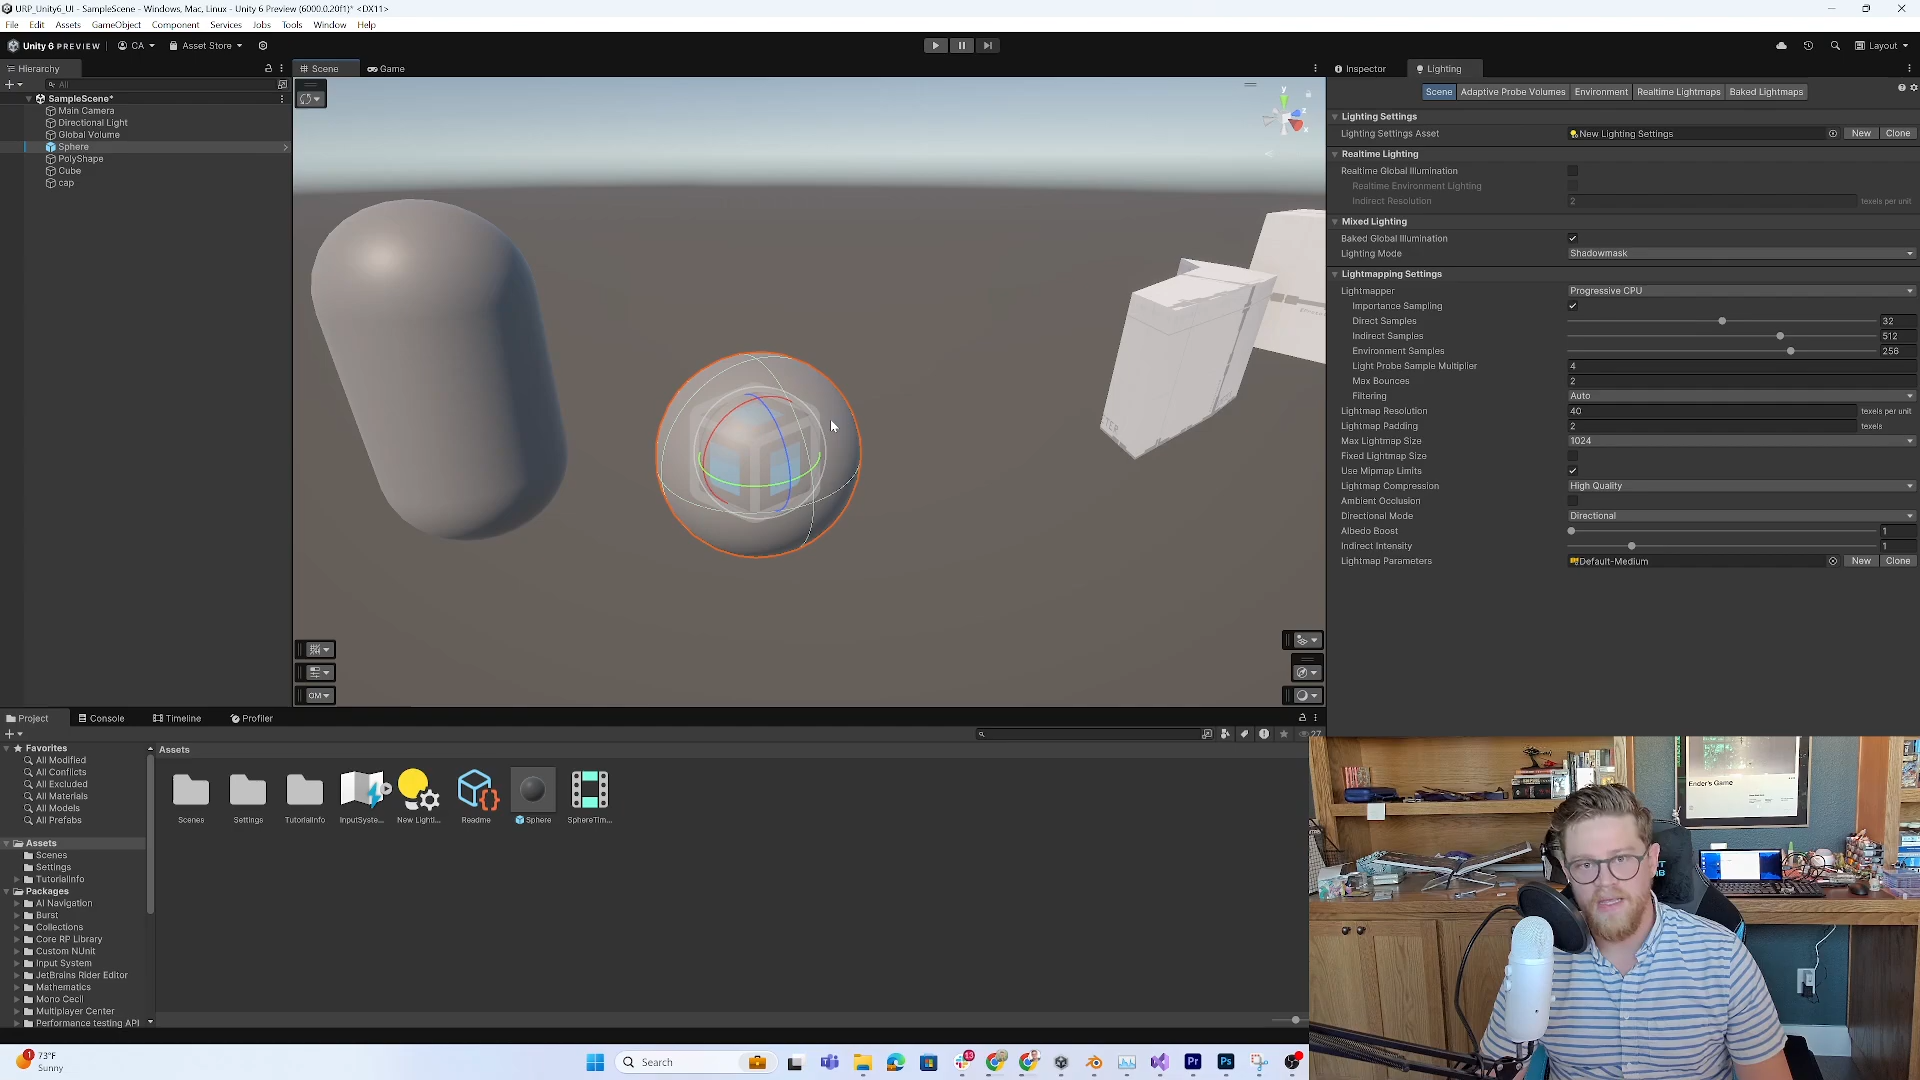 URP_Unity6_UI - SampleScene - Windows, Mac, Linux - Unity 6 Preview (6000.0.20f1)* <DX11>
File Edit Assets GameObject Component Services Jobs Tools Window Help
Unity 6 PREVIEW CA Asset Store Layout
Hierarchy
All
SampleScene*
Main Camera
Directional Light
Global Volume
Sphere
PolyShape
Cube
cap
Scene Game
y
z
x
Inspector Lighting
Scene Adaptive Probe Volumes Environment Realtime Lightmaps Baked Lightmaps
Lighting Settings
Lighting Settings Asset New Lighting Settings New Clone
Realtime Lighting
Realtime Global Illumination
Realtime Environment Lighting
Indirect Resolution 2 texels per unit
Mixed Lighting
Baked Global Illumination
Lighting Mode Shadowmask
Lightmapping Settings
Lightmapper Progressive CPU
Importance Sampling
Direct Samples 32
Indirect Samples 512
Environment Samples 256
Light Probe Sample Multiplier 4
Max Bounces 2
Filtering Auto
Lightmap Resolution 40 texels per unit
Lightmap Padding 2 texels
Max Lightmap Size 1024
Fixed Lightmap Size
Use Mipmap Limits
Lightmap Compression High Quality
Ambient Occlusion
Directional Mode Directional
Albedo Boost 1
Indirect Intensity 1
Lightmap Parameters Default-Medium New Clone
Project Console Timeline Profiler
27
Favorites
All Modified
All Conflicts
All Excluded
All Materials
All Models
All Prefabs
Assets
Scenes
Settings
TutorialInfo
Packages
AI Navigation
Burst
Collections
Core RP Library
Custom NUnit
Input System
JetBrains Rider Editor
Mathematics
Mono Cecil
Multiplayer Center
Performance testing API
Assets
Scenes Settings TutorialInfo InputSyste... New Lighti... Readme Sphere SphereTim...
Ender's Game
1
73°F
Sunny
Search
13
Pr
Ps